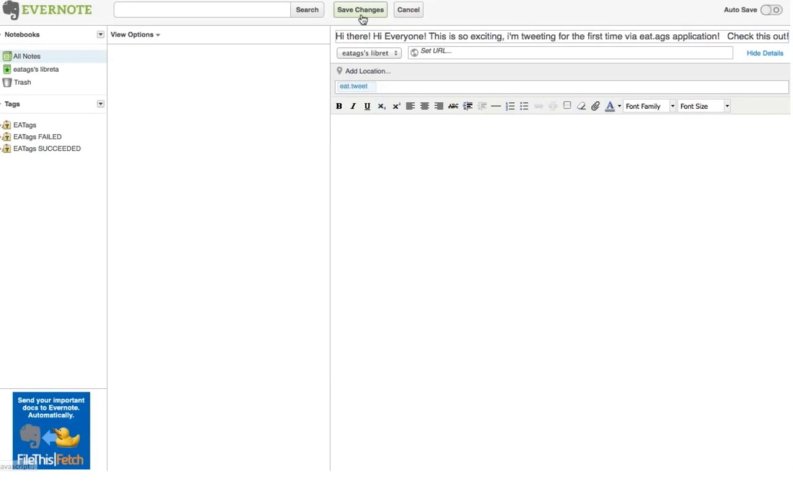 EVERNOTE
Search
Save Changes
Cancel
Auto Save
Notebooks
All Notes
eatags's libreta
Trash
Tags
EATags
EATags FAILED
EATags SUCCEEDED
View Options
Hi there! Hi Everyone! This is so exciting, i'm tweeting for the first time via eat.ags application! Check this out!
eatags's libret
Set URL...
Hide Details
Add Location...
eat.tweet
B I U ABC A Font Family Font Size
Send your important
docs to Evernote.
Automatically.
FileThis|Fetch